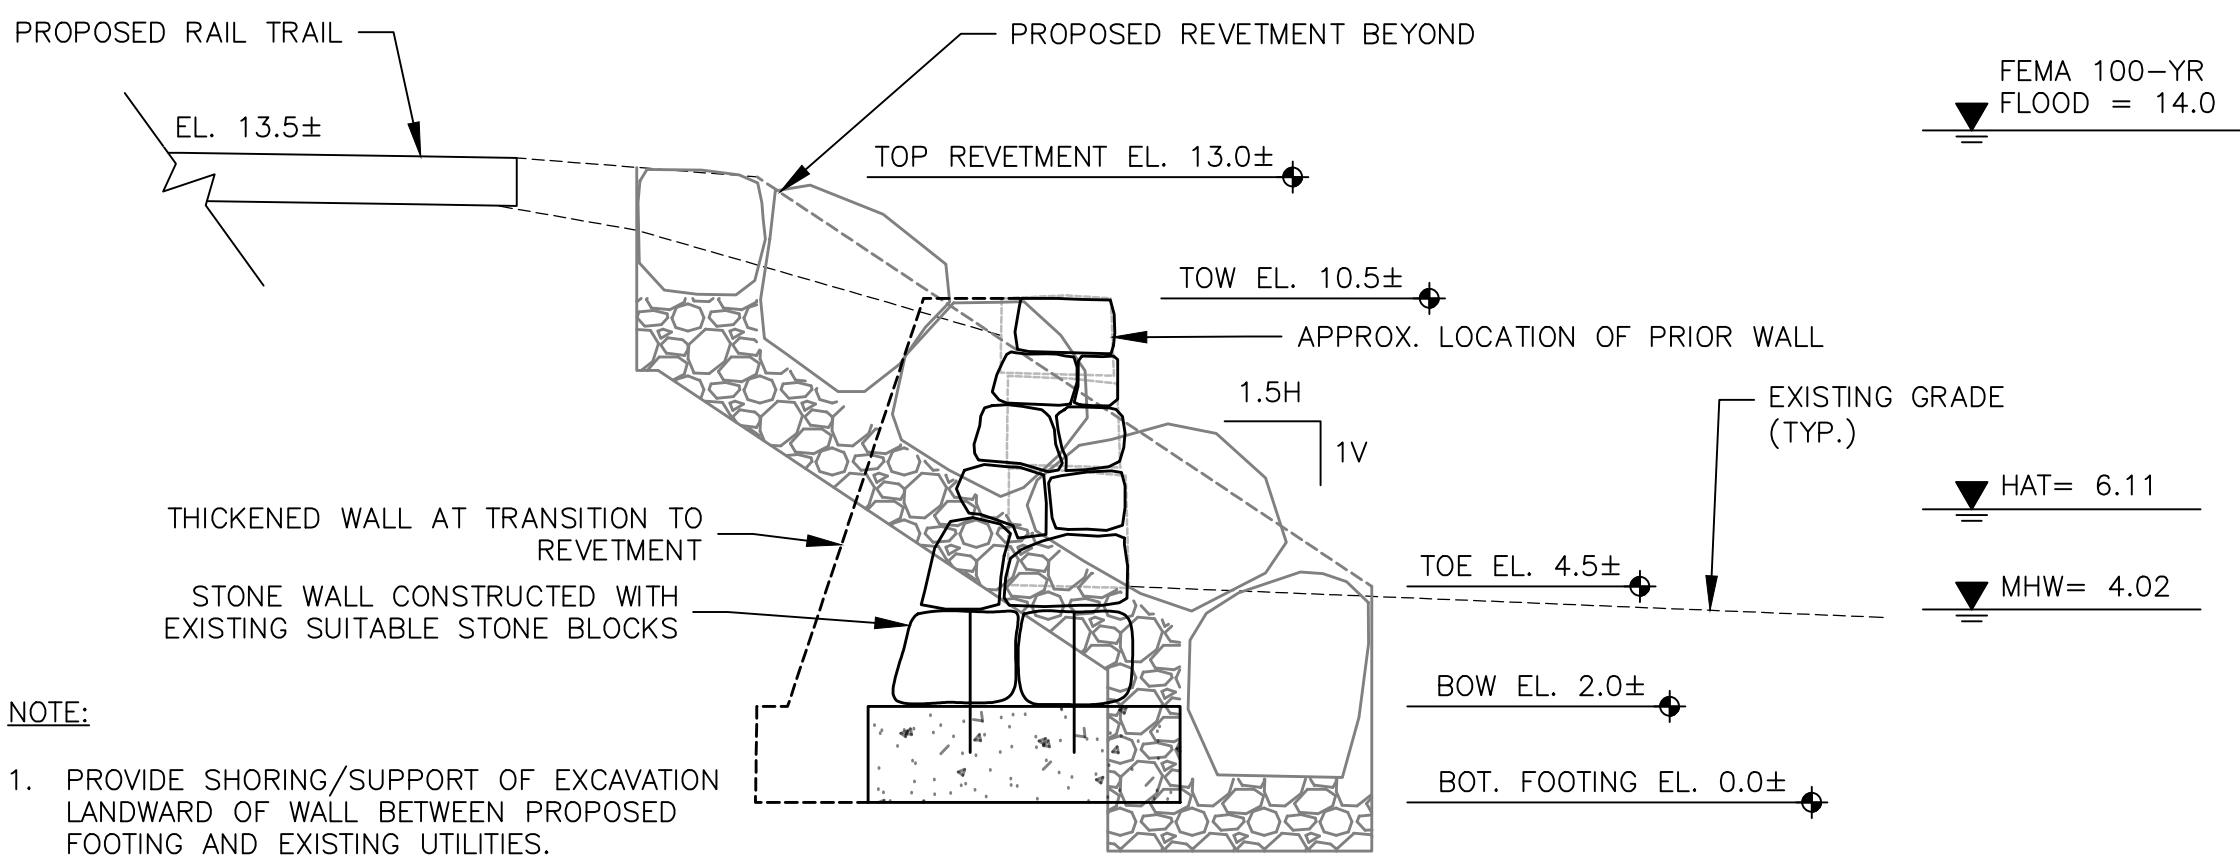 PROPOSED RAIL TRAIL
PROPOSED REVETMENT BEYOND
FEMA 100-YR
FLOOD = 14.0
EL. 13.5±
TOP REVETMENT EL. 13.0±
TOW EL. 10.5±
APPROX. LOCATION OF PRIOR WALL
1.5H
1V
EXISTING GRADE
(TYP.)
HAT= 6.11
THICKENED WALL AT TRANSITION TO
REVETMENT
TOE EL. 4.5±
MHW= 4.02
STONE WALL CONSTRUCTED WITH
EXISTING SUITABLE STONE BLOCKS
BOW EL. 2.0±
BOT. FOOTING EL. 0.0±
NOTE:
1. PROVIDE SHORING/SUPPORT OF EXCAVATION
LANDWARD OF WALL BETWEEN PROPOSED
FOOTING AND EXISTING UTILITIES.